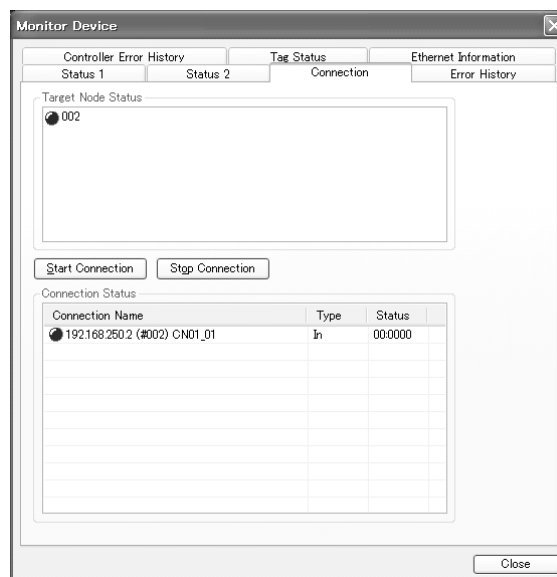 Monitor Device
Controller Error History Tag Status Ethernet Information
Status 1 Status 2 Connection Error History
Target Node Status
002
Start Connection Stop Connection
Connection Status
Connection Name Type Status
192.168.250.2 (#002) CN01_01 In 00:0000
Close